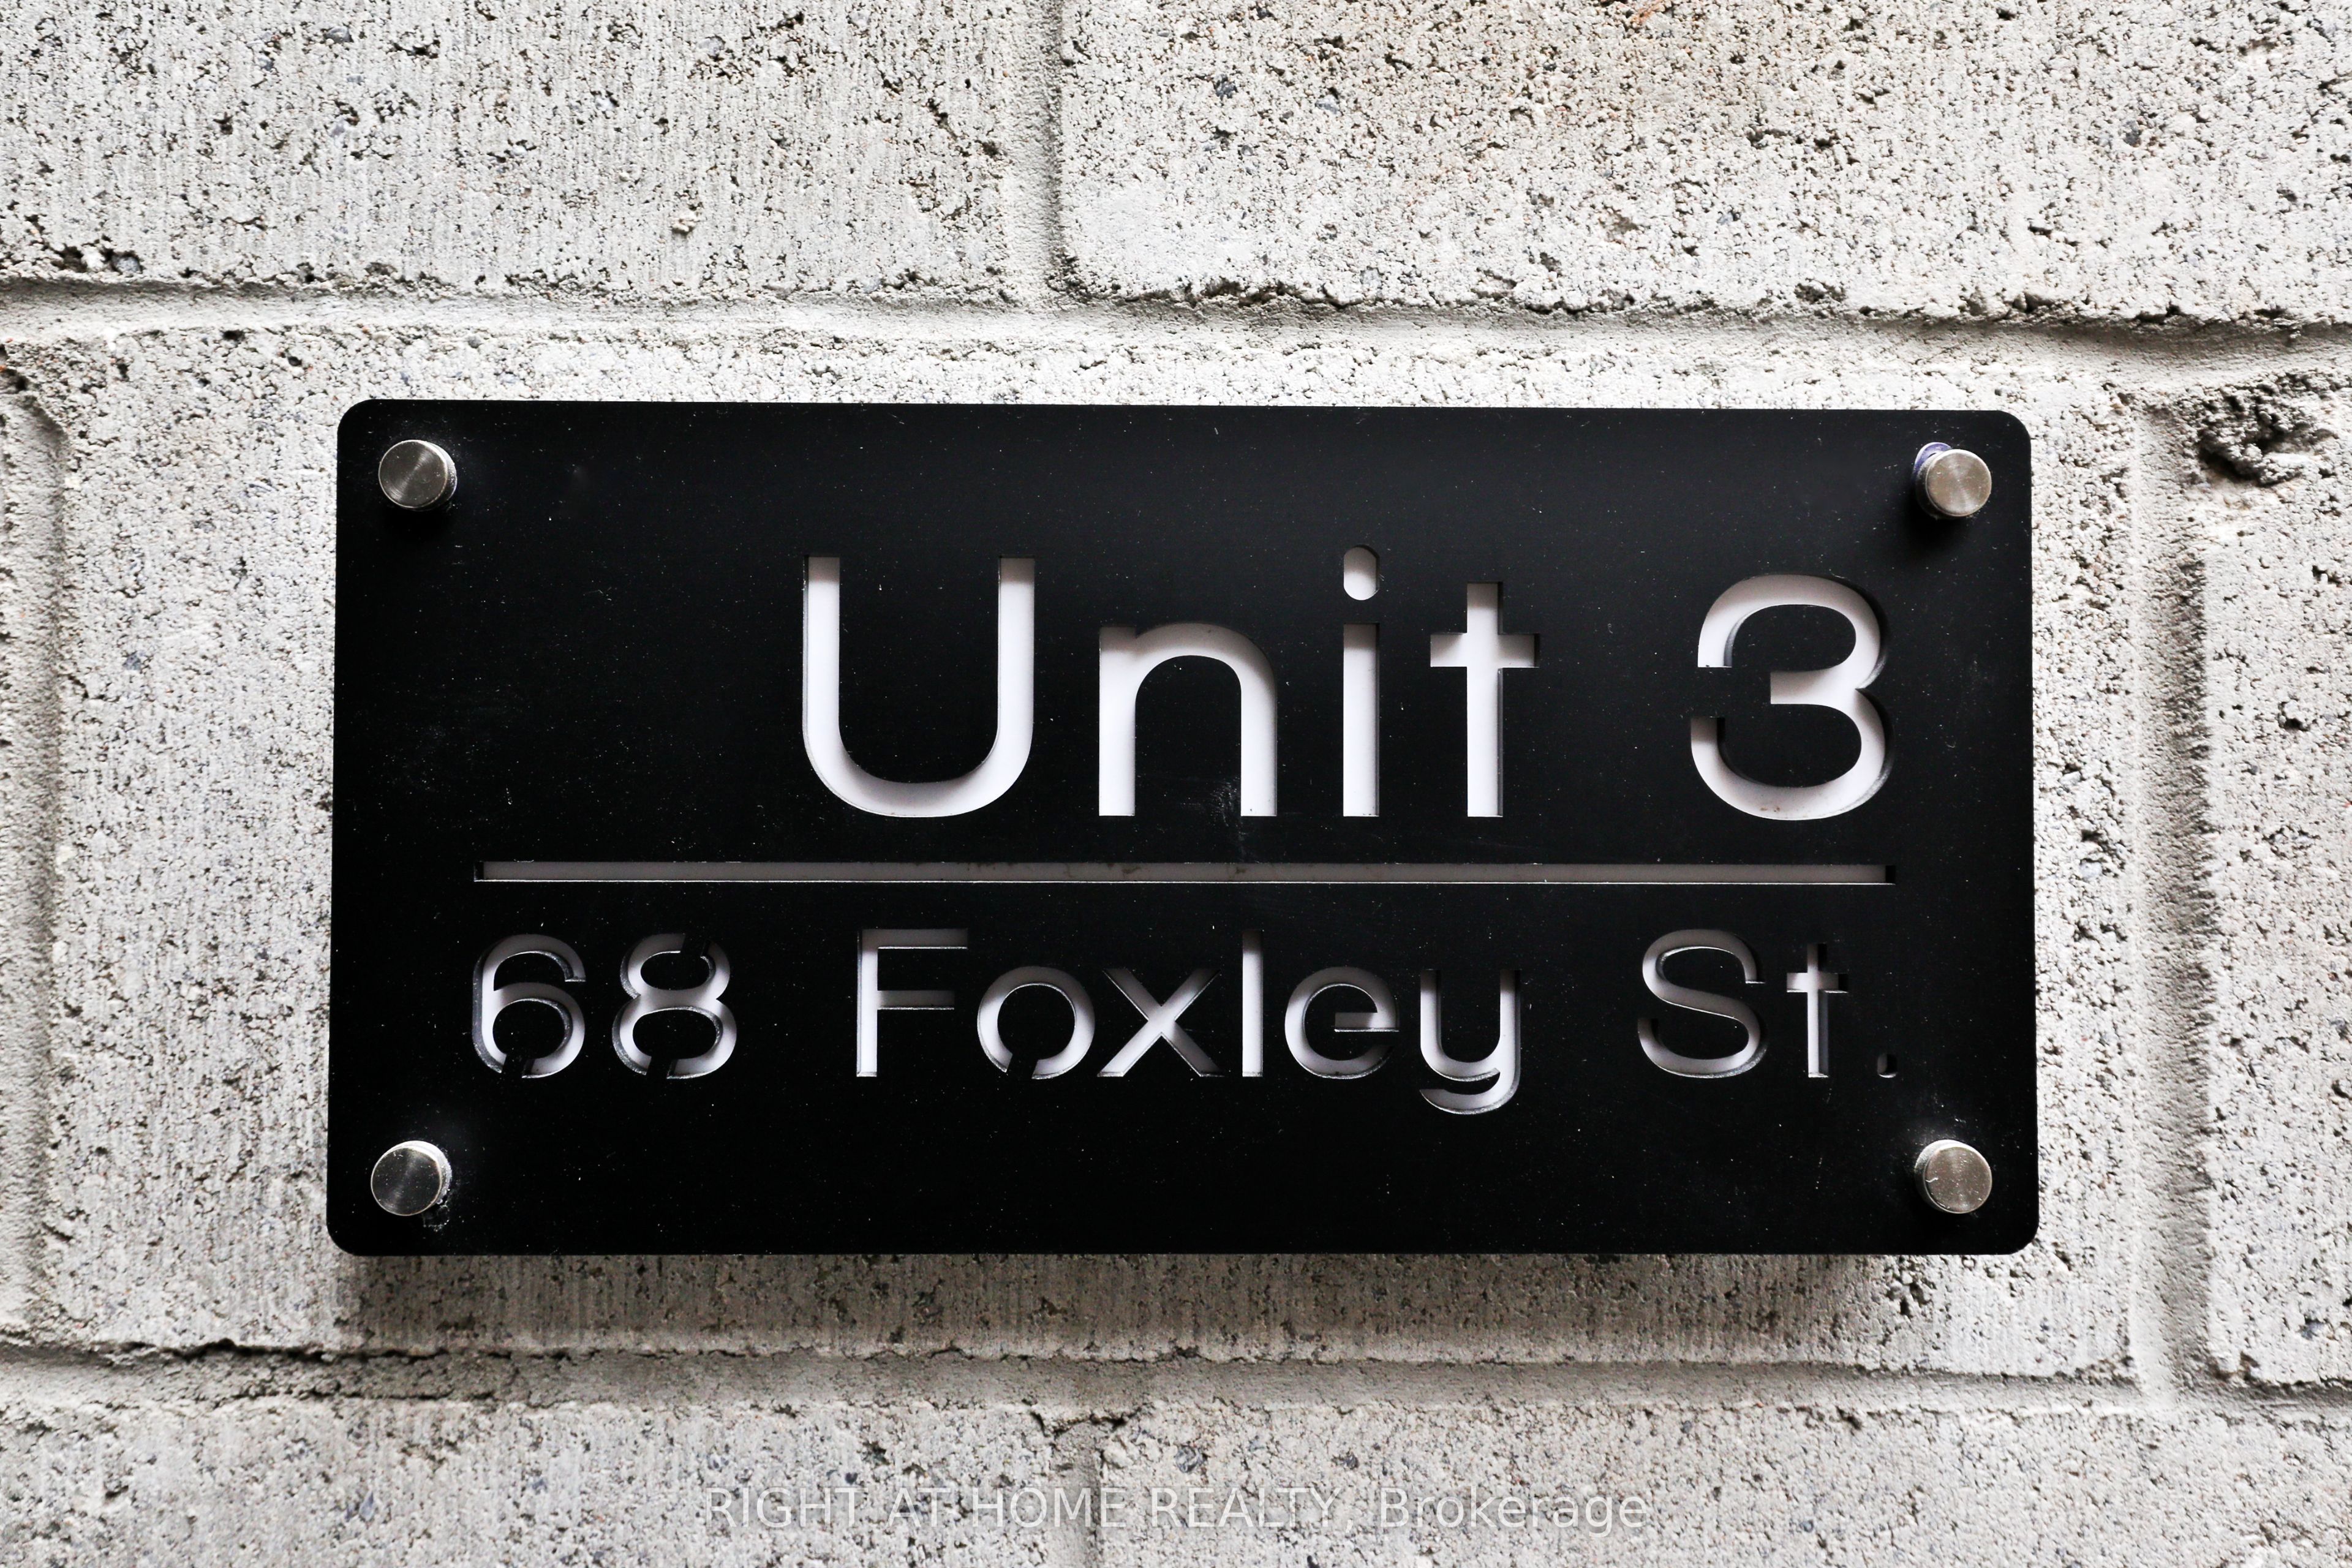 Unit 3
68 Foxley St.
RIGHT AT HOME REALTY, Brokerage